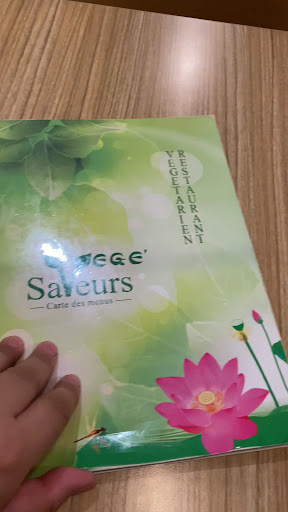 VEGETARIEN
RESTAURANT
VEGE'
Saveurs
Carte des menus